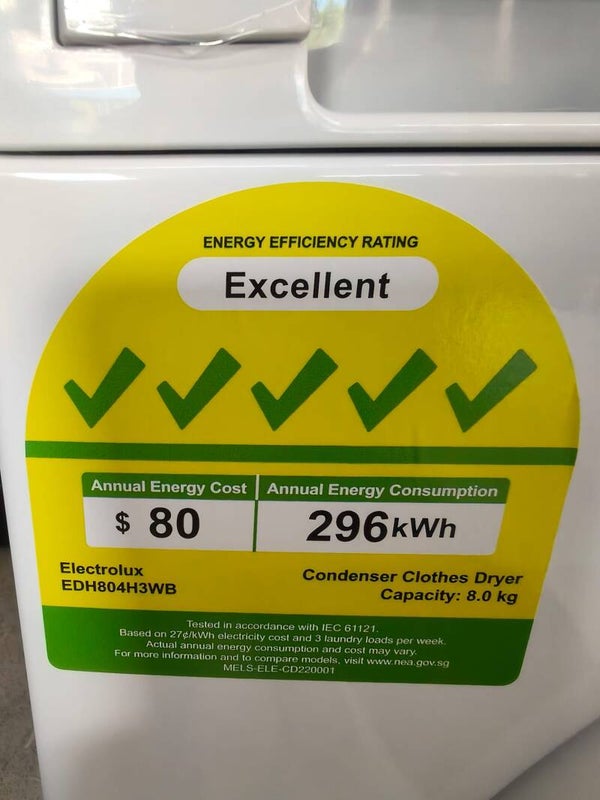 ENERGY EFFICIENCY RATING
Excellent
Annual Energy Cost
$ 80
Annual Energy Consumption
296kWh
Electrolux
EDH804H3WB
Condenser Clothes Dryer
Capacity: 8.0 kg
Tested in accordance with IEC 61121.
Based on 27¢/kWh electricity cost and 3 laundry loads per week.
Actual annual energy consumption and cost may vary.
For more information and to compare models, visit www.nea.gov.sg
MELS-ELE-CD220001